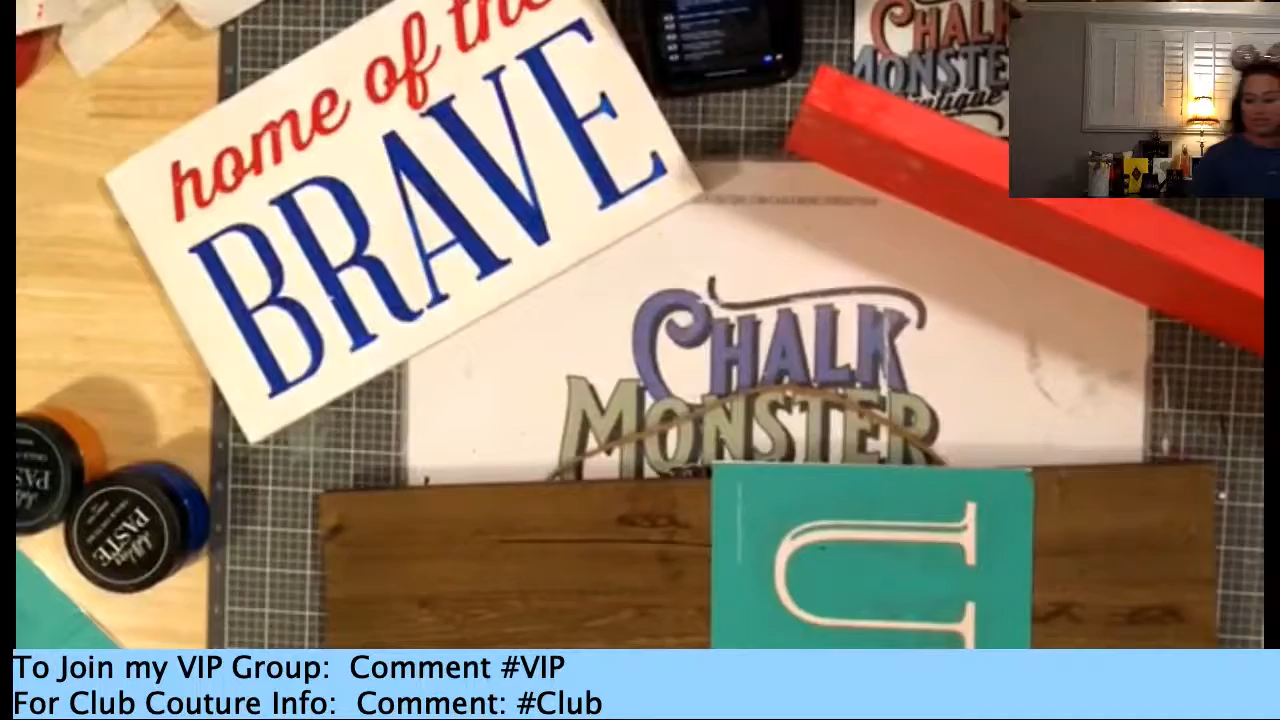 home of the
BRAVE
CHALK
MONSTE
CHALK
MONSTER
PASTE
PASTE
U
To Join my VIP Group:  Comment #VIP
For Club Couture Info:  Comment: #Club